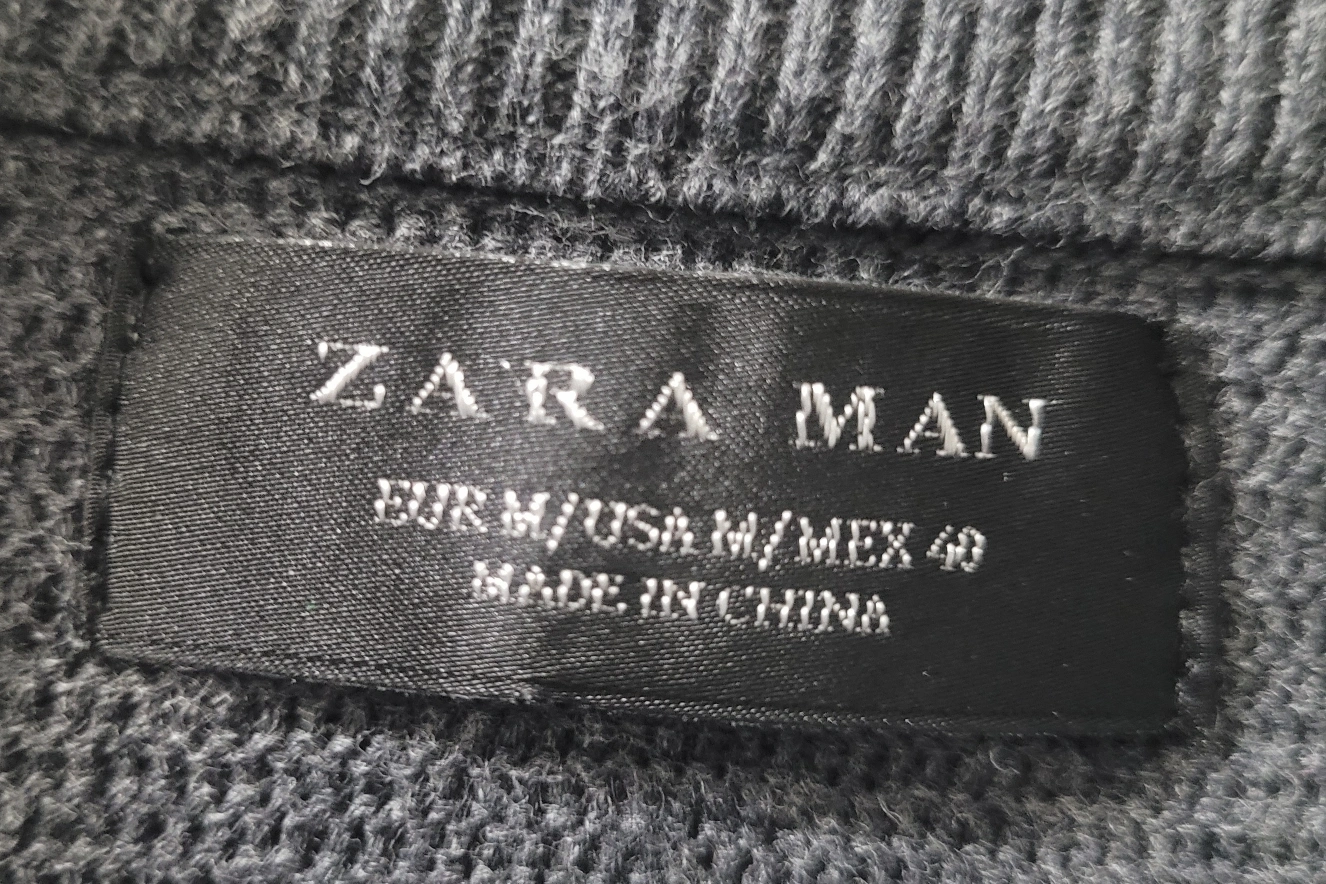 ZARA MAN
EUR M/USA M/MEX 40
MADE IN CHINA